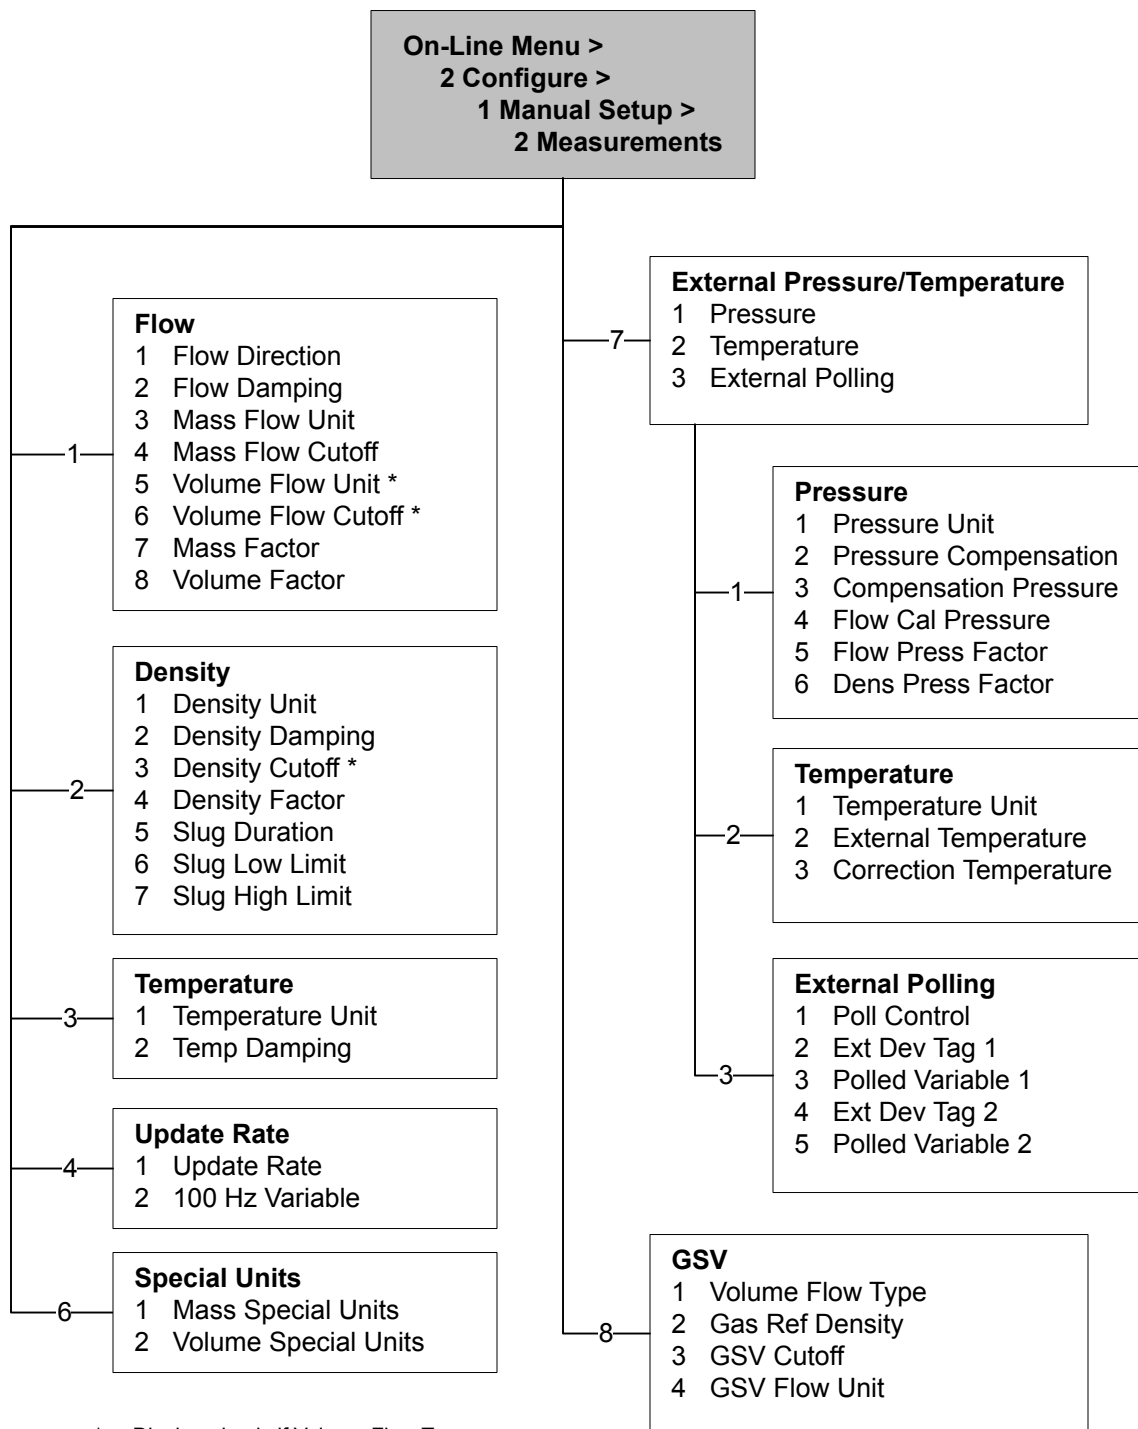 On-Line Menu >
2 Configure >
1 Manual Setup >
2 Measurements
1
Flow
1 Flow Direction
2 Flow Damping
3 Mass Flow Unit
4 Mass Flow Cutoff
5 Volume Flow Unit *
6 Volume Flow Cutoff *
7 Mass Factor
8 Volume Factor
2
Density
1 Density Unit
2 Density Damping
3 Density Cutoff *
4 Density Factor
5 Slug Duration
6 Slug Low Limit
7 Slug High Limit
3
Temperature
1 Temperature Unit
2 Temp Damping
4
Update Rate
1 Update Rate
2 100 Hz Variable
6
Special Units
1 Mass Special Units
2 Volume Special Units
7
External Pressure/Temperature
1 Pressure
2 Temperature
3 External Polling
1
Pressure
1 Pressure Unit
2 Pressure Compensation
3 Compensation Pressure
4 Flow Cal Pressure
5 Flow Press Factor
6 Dens Press Factor
2
Temperature
1 Temperature Unit
2 External Temperature
3 Correction Temperature
3
External Polling
1 Poll Control
2 Ext Dev Tag 1
3 Polled Variable 1
4 Ext Dev Tag 2
5 Polled Variable 2
8
GSV
1 Volume Flow Type
2 Gas Ref Density
3 GSV Cutoff
4 GSV Flow Unit